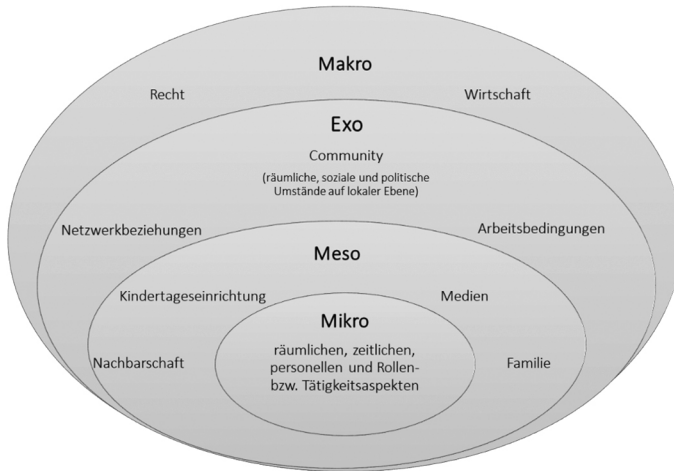 Makro
Recht
Wirtschaft
Exo
Community
(räumliche, soziale und politische
Umstände auf lokaler Ebene)
Netzwerkbeziehungen
Arbeitsbedingungen
Meso
Kindertageseinrichtung
Medien
Mikro
räumlichen, zeitlichen,
personellen und Rollen-
bzw. Tätigkeitsaspekten
Nachbarschaft
Familie